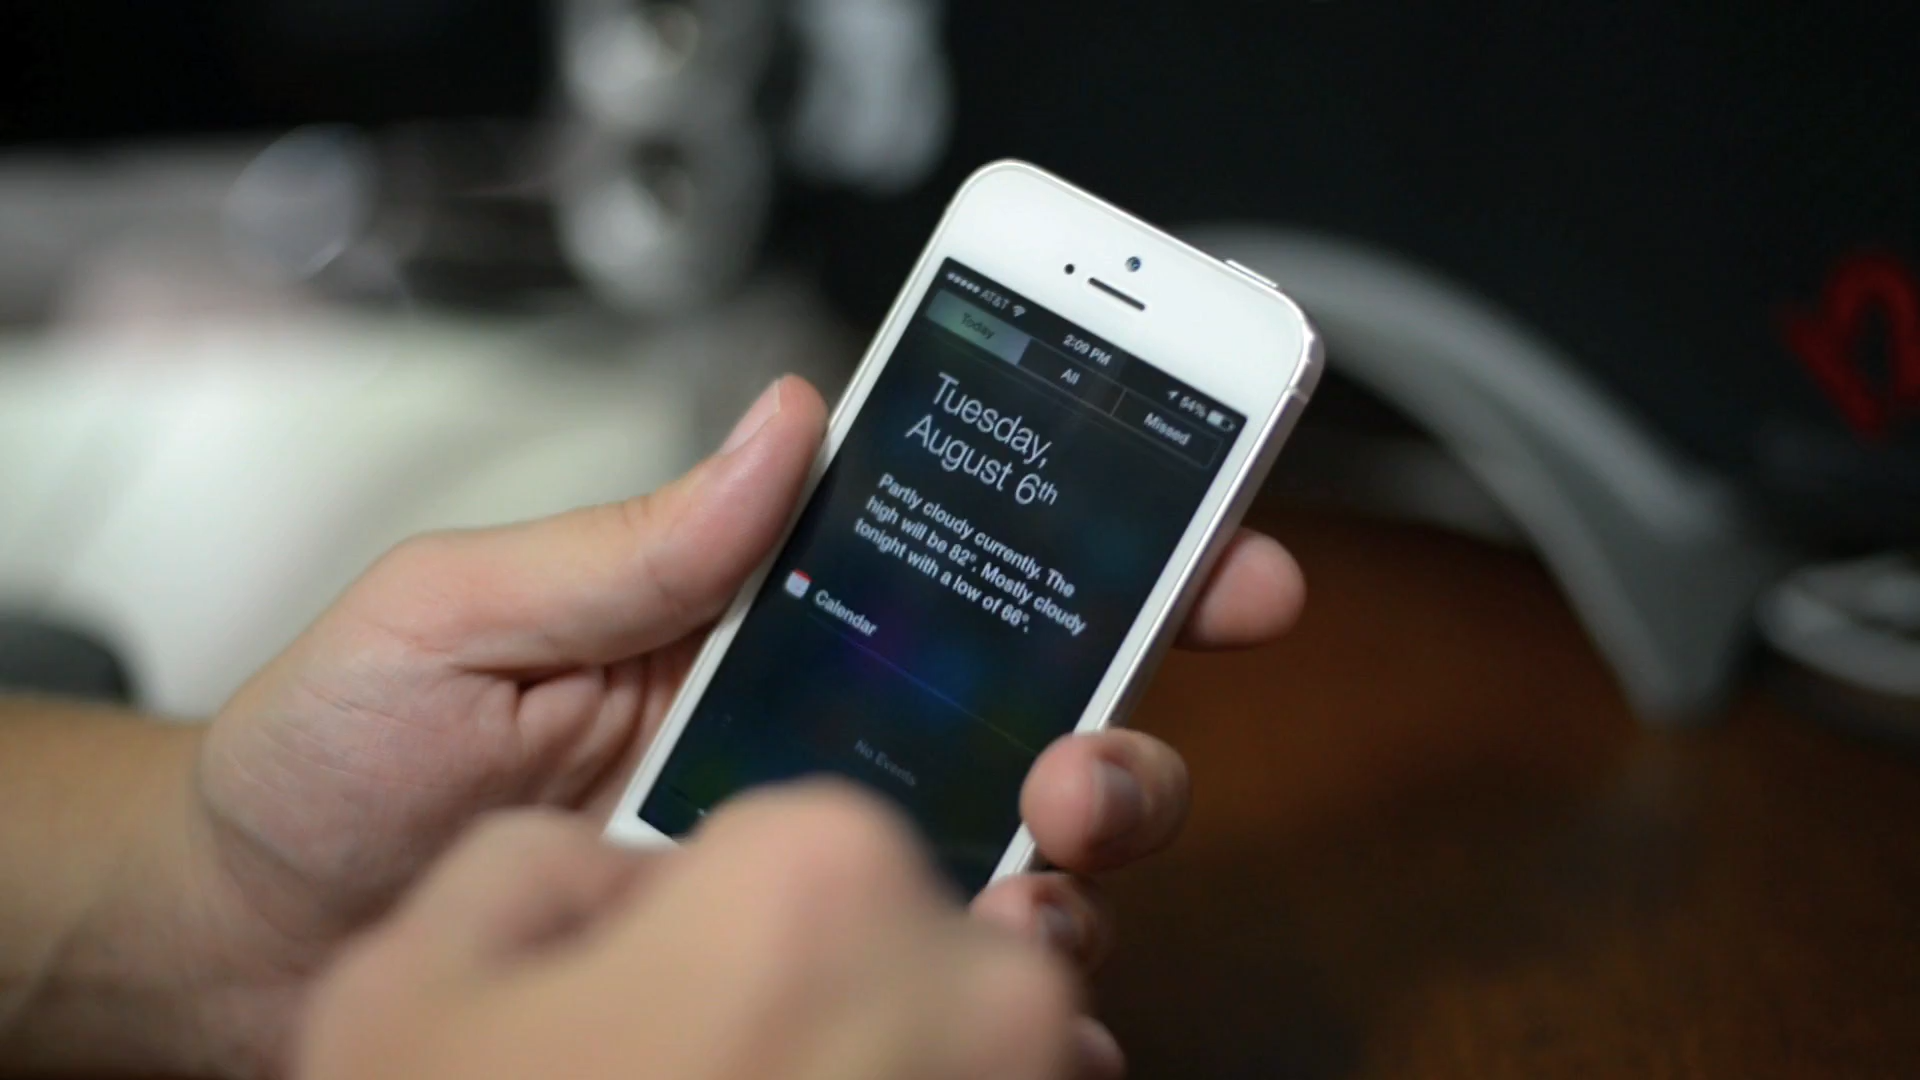 AT&T 2:09 PM 54%
Today All Missed
Tuesday,
August 6th
Partly cloudy currently. The
high will be 82°. Mostly cloudy
tonight with a low of 66°.
Calendar
No Events